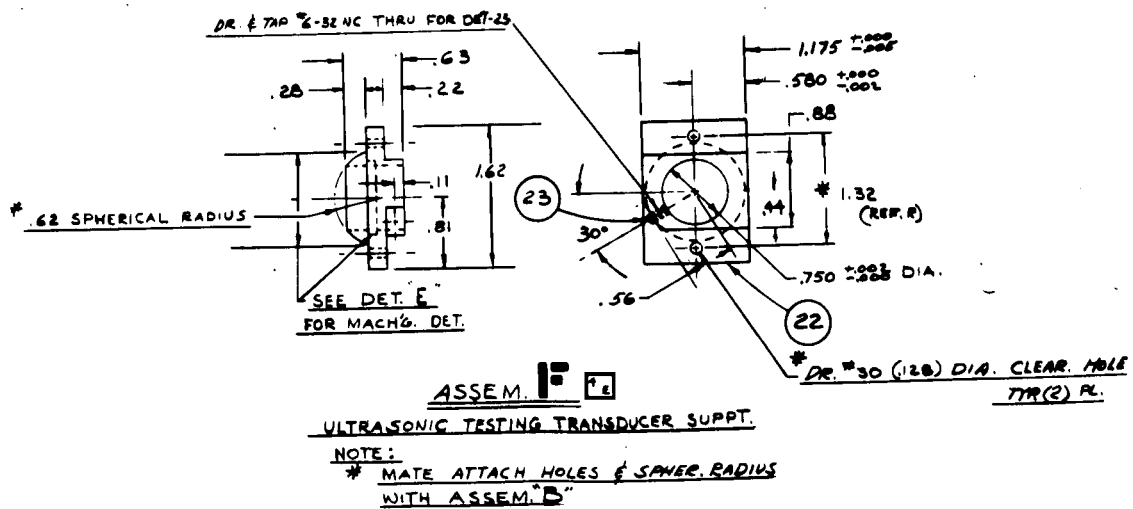 DR. & TAP #6-32 NC THRU FOR DET-23
.63
.28
.22
1.62
.11
.81
* .62 SPHERICAL RADIUS
SEE DET. "E"
FOR MACH'G. DET.
1.175 +.000 -.005
.580 +.000 -.002
.88
23
30°
.44
* 1.32
(REF. R)
.56
.750 DIA.
22
* DR. #30 (.128) DIA. CLEAR. HOLE
TYP. (2) PL.
ASSEM. F
ULTRASONIC TESTING TRANSDUCER SUPPT.
NOTE:
* MATE ATTACH HOLES & SPHER. RADIUS
WITH ASSEM. "B"